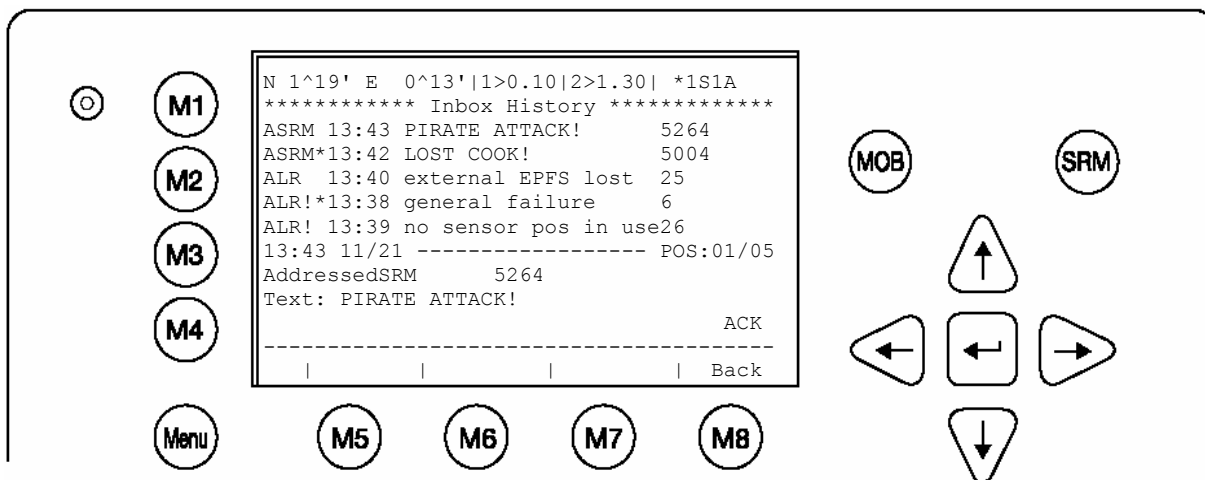 N 1^19' E  0^13'|1>0.10|2>1.30| *1S1A
************ Inbox History *************
ASRM 13:43 PIRATE ATTACK!      5264
ASRM*13:42 LOST COOK!          5004
ALR  13:40 external EPFS lost  25
ALR!*13:38 general failure     6
ALR! 13:39 no sensor pos in use26
13:43 11/21 ------------------ POS:01/05
AddressedSRM      5264
Text: PIRATE ATTACK!
ACK
----------------------------------------
|        |         |         |  Back
M1
M2
M3
M4
Menu
M5 M6 M7 M8
MOB SRM